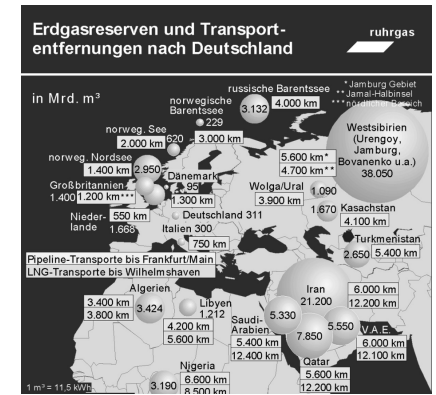 Erdgasreserven und Transport-
entfernungen nach Deutschland
ruhrgas
in Mrd. m³
* Jamburg Gebiet
** Jamal-Halbinsel
*** nördlicher Bereich
russische Barentssee
3.132
4.000 km
norwegische
Barentssee
229
3.000 km
norweg. See
620
2.000 km
norweg. Nordsee
1.400 km
2.950
Großbritannien
1.400
1.200 km***
Dänemark
95
1.300 km
Nieder-
lande
550 km
1.668
Deutschland 311
Italien 300
750 km
Westsibirien
(Urengoy,
Jamburg,
Bovanenko u.a.)
38.050
5.600 km*
4.700 km**
Wolga/Ural
3.900 km
1.090
1.670
Kasachstan
4.100 km
Turkmenistan
2.650
5.400 km
Pipeline-Transporte bis Frankfurt/Main
LNG-Transporte bis Wilhelmshaven
Algerien
3.400 km
3.800 km
3.424
Libyen
1.212
4.200 km
5.600 km
Iran
21.200
6.000 km
12.200 km
Saudi-
Arabien
5.330
5.400 km
12.400 km
7.850
Qatar
5.600 km
12.200 km
5.550
V.A.E.
6.000 km
12.100 km
Nigeria
3.190
6.600 km
8.500 km
1 m³ = 11,5 kWh